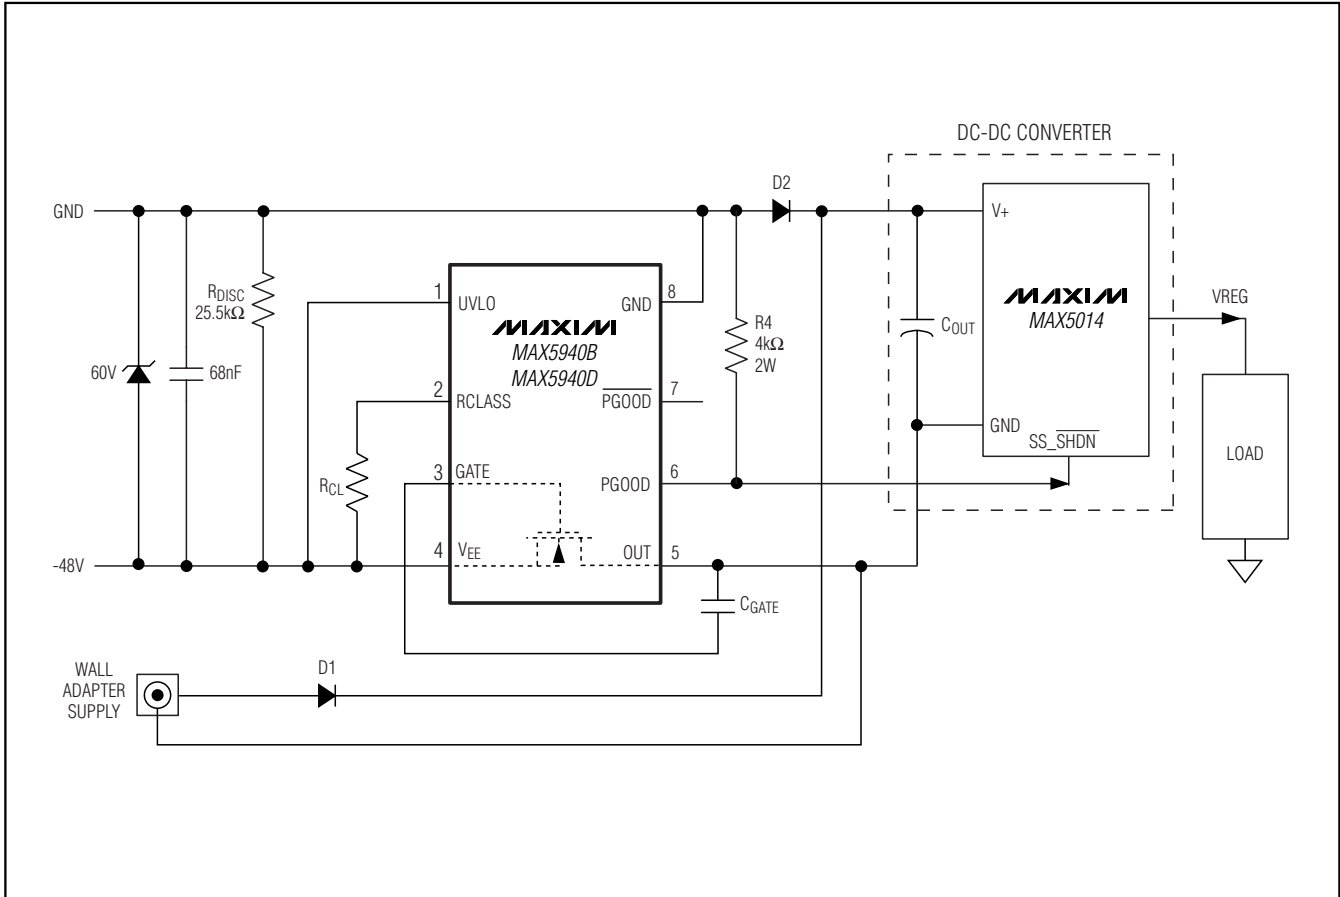 DC-DC CONVERTER
GND
D2
V+
RDISC
25.5kΩ
1
UVLO
GND
8
MAXIM
MAX5940B
MAX5940D
R4
4kΩ
2W
COUT
MAXIM
MAX5014
VREG
60V
68nF
2
RCLASS
PGOOD
7
GND
SS_SHDN
LOAD
RCL
3
GATE
PGOOD
6
-48V
4
VEE
OUT
5
CGATE
WALL
ADAPTER
SUPPLY
D1